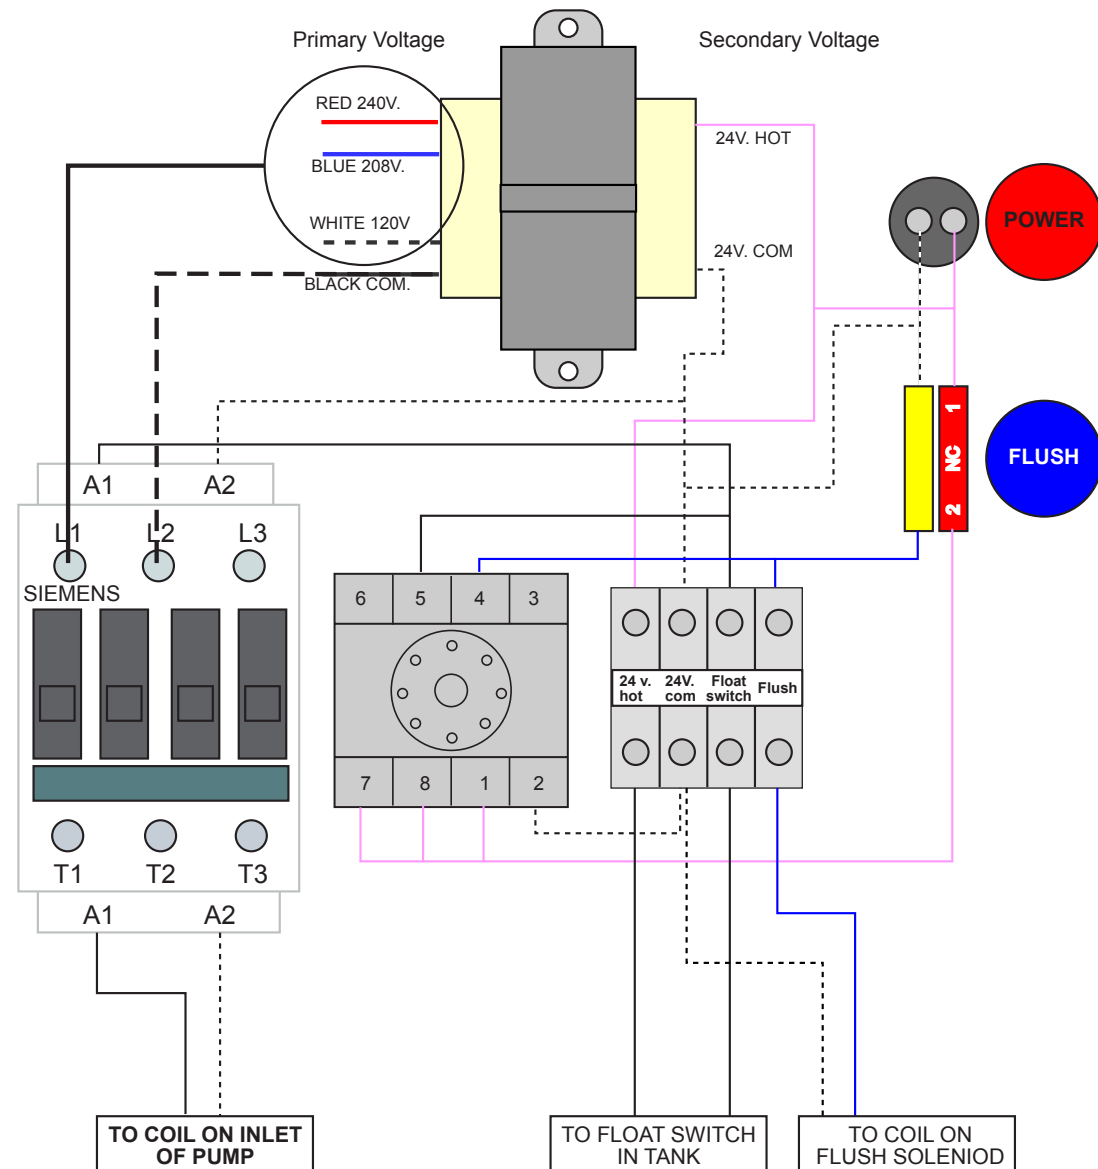 Primary Voltage
Secondary Voltage
RED 240V.
BLUE 208V.
WHITE 120V
BLACK COM.
24V. HOT
24V. COM
POWER
1
NC
2
FLUSH
A1
A2
L1
L2
L3
SIEMENS
6
5
4
3
7
8
1
2
24 v.
hot
24V.
com
Float
switch
Flush
T1
T2
T3
A1
A2
TO COIL ON INLET
OF PUMP
TO FLOAT SWITCH
IN TANK
TO COIL ON
FLUSH SOLENIOD